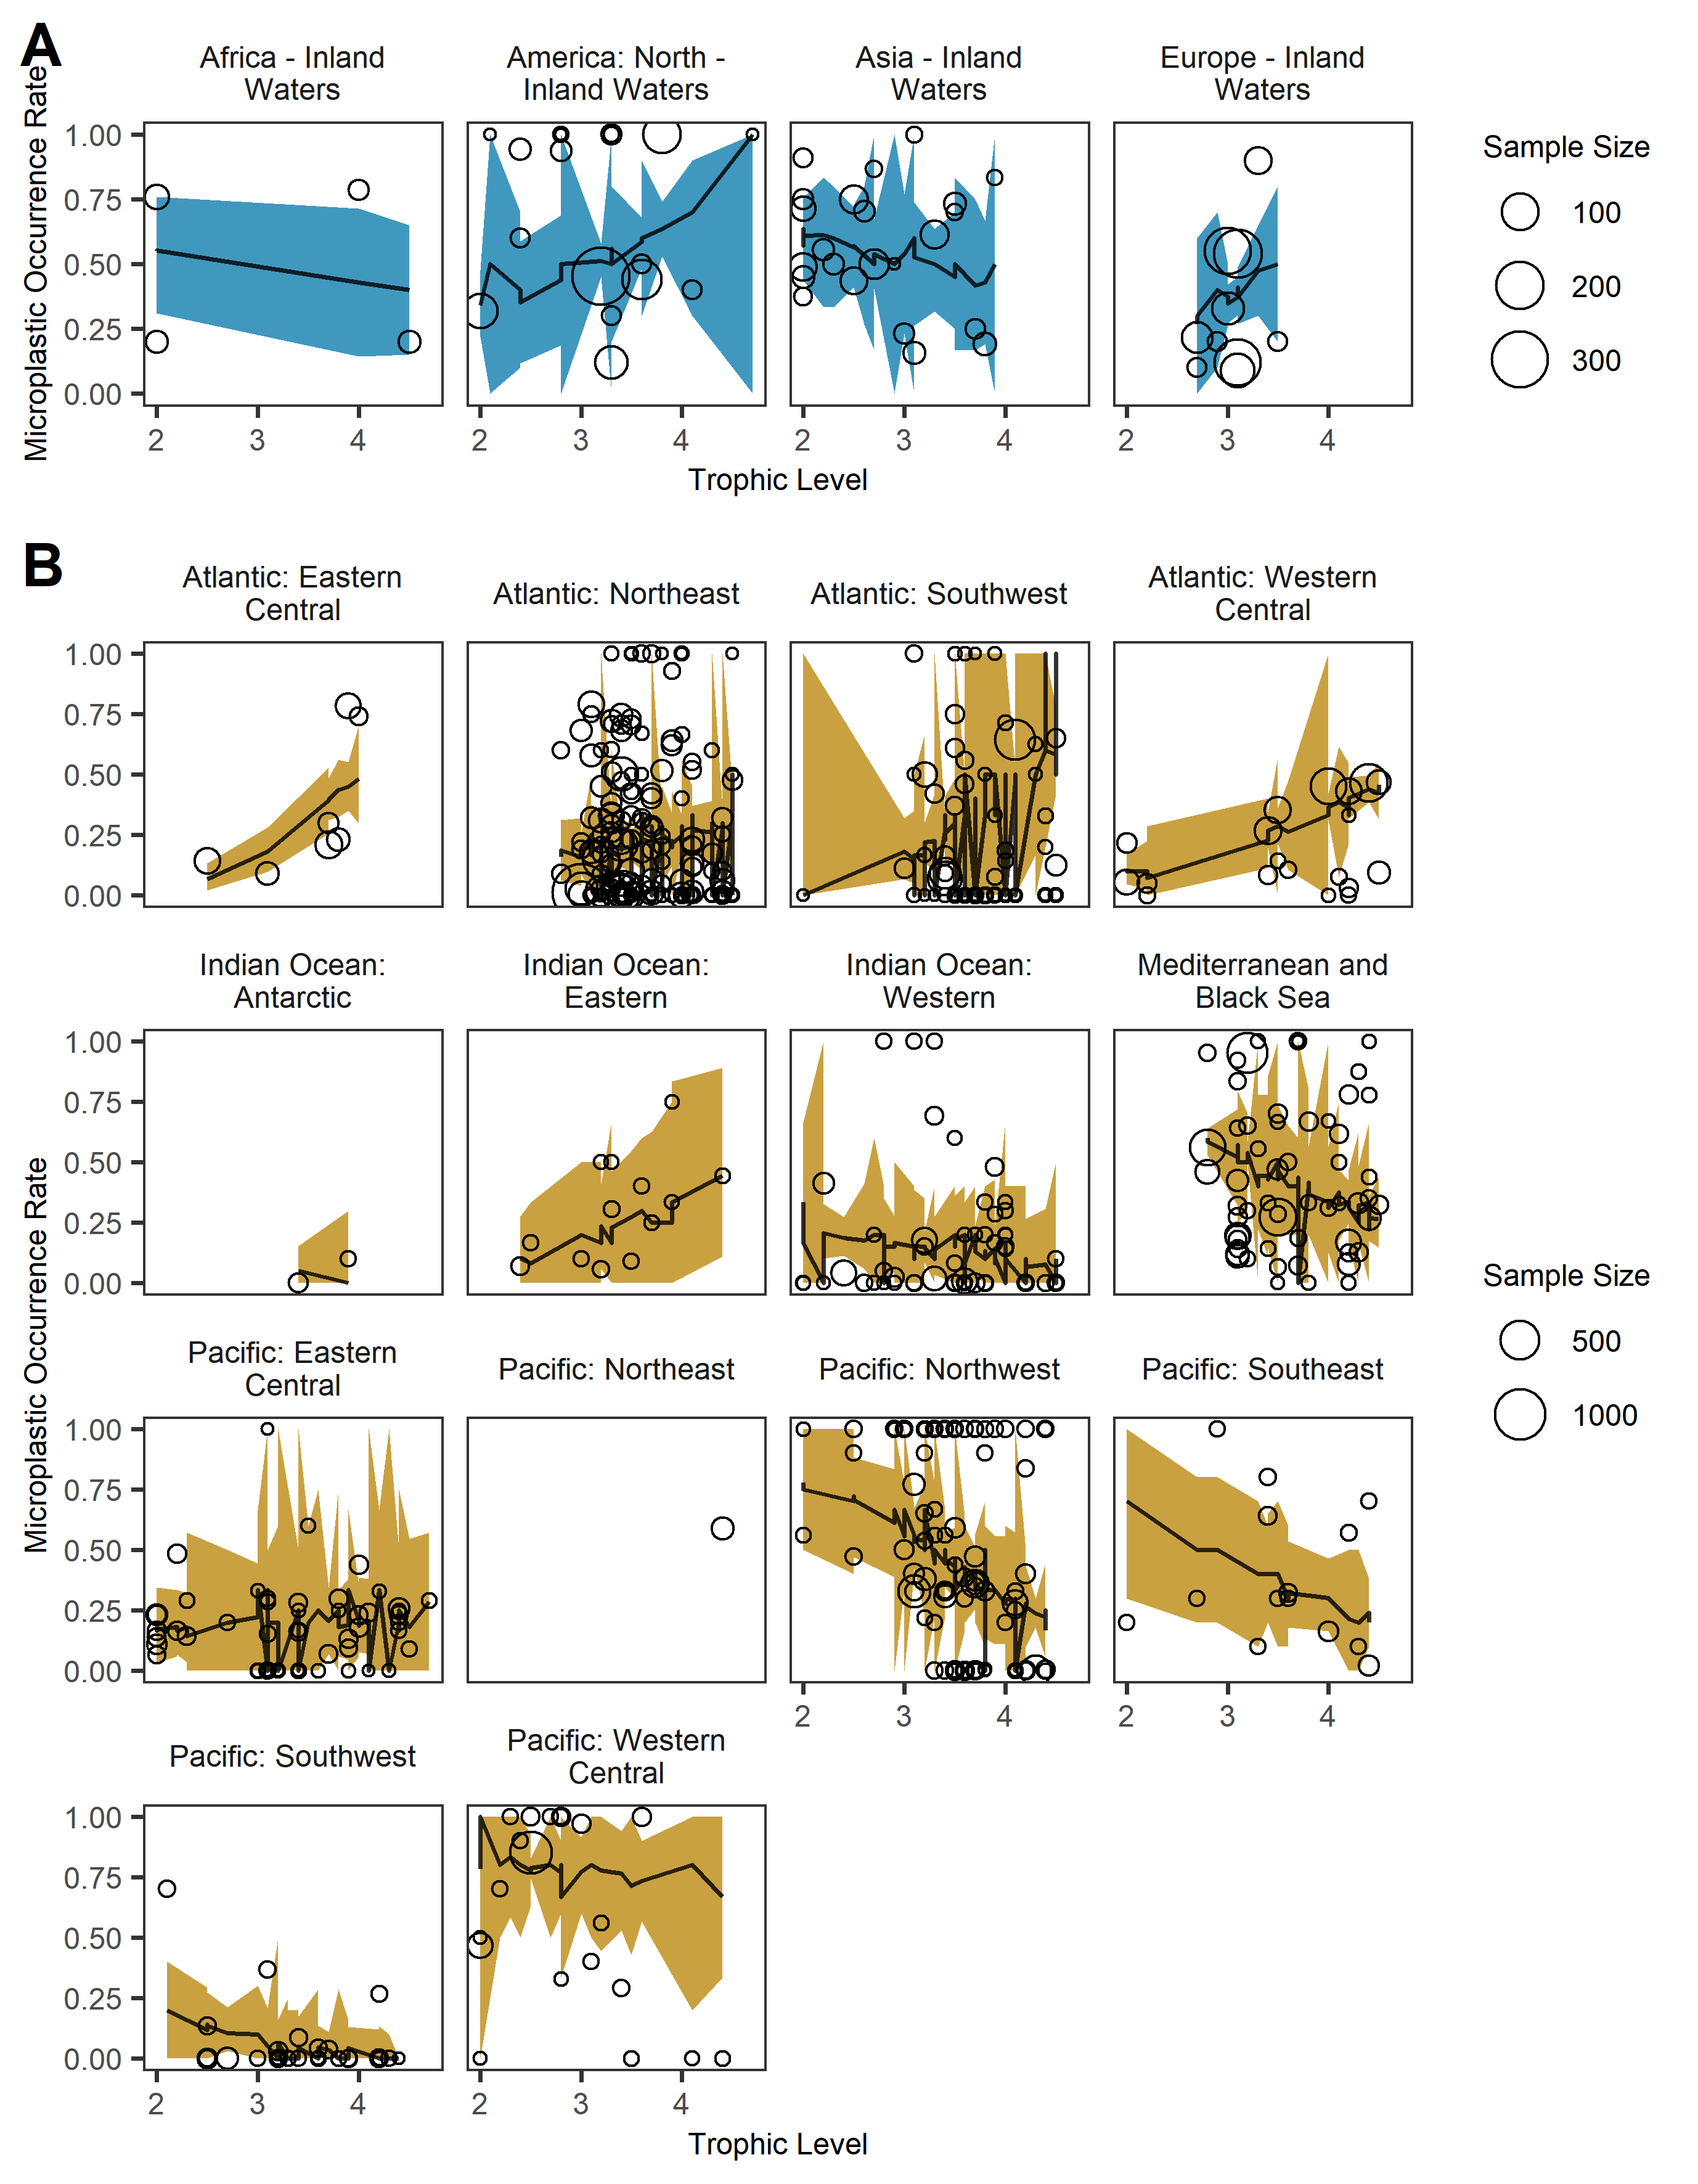 A
Africa - Inland
Waters
America: North -
Inland Waters
Asia - Inland
Waters
Europe - Inland
Waters
Microplastic Occurrence Rate
1.00
0.75
0.50
0.25
0.00
2 3 4
2 3 4
2 3 4
2 3 4
Trophic Level
Sample Size
100
200
300
B
Atlantic: Eastern
Central
Atlantic: Northeast
Atlantic: Southwest
Atlantic: Western
Central
1.00
0.75
0.50
0.25
0.00
Indian Ocean:
Antarctic
Indian Ocean:
Eastern
Indian Ocean:
Western
Mediterranean and
Black Sea
1.00
0.75
0.50
0.25
0.00
Microplastic Occurrence Rate
Sample Size
500
1000
Pacific: Eastern
Central
Pacific: Northeast
Pacific: Northwest
Pacific: Southeast
1.00
0.75
0.50
0.25
0.00
2 3 4
2 3 4
Pacific: Southwest
Pacific: Western
Central
1.00
0.75
0.50
0.25
0.00
2 3 4
2 3 4
Trophic Level